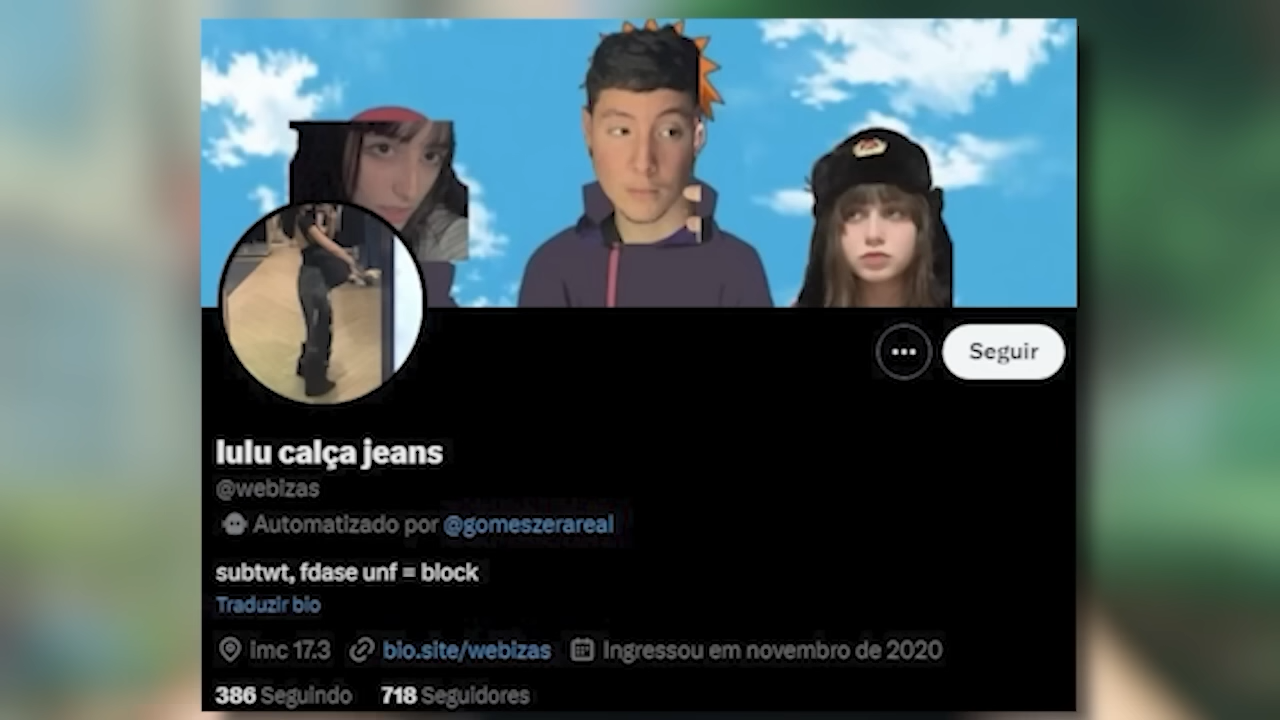 Seguir
lulu calça jeans
@webizas
Automatizado por @gomeszerareal
subtwt, fdase unf = block
Traduzir bio
imc 17.3 bio.site/webizas Ingressou em novembro de 2020
386 Seguindo 718 Seguidores